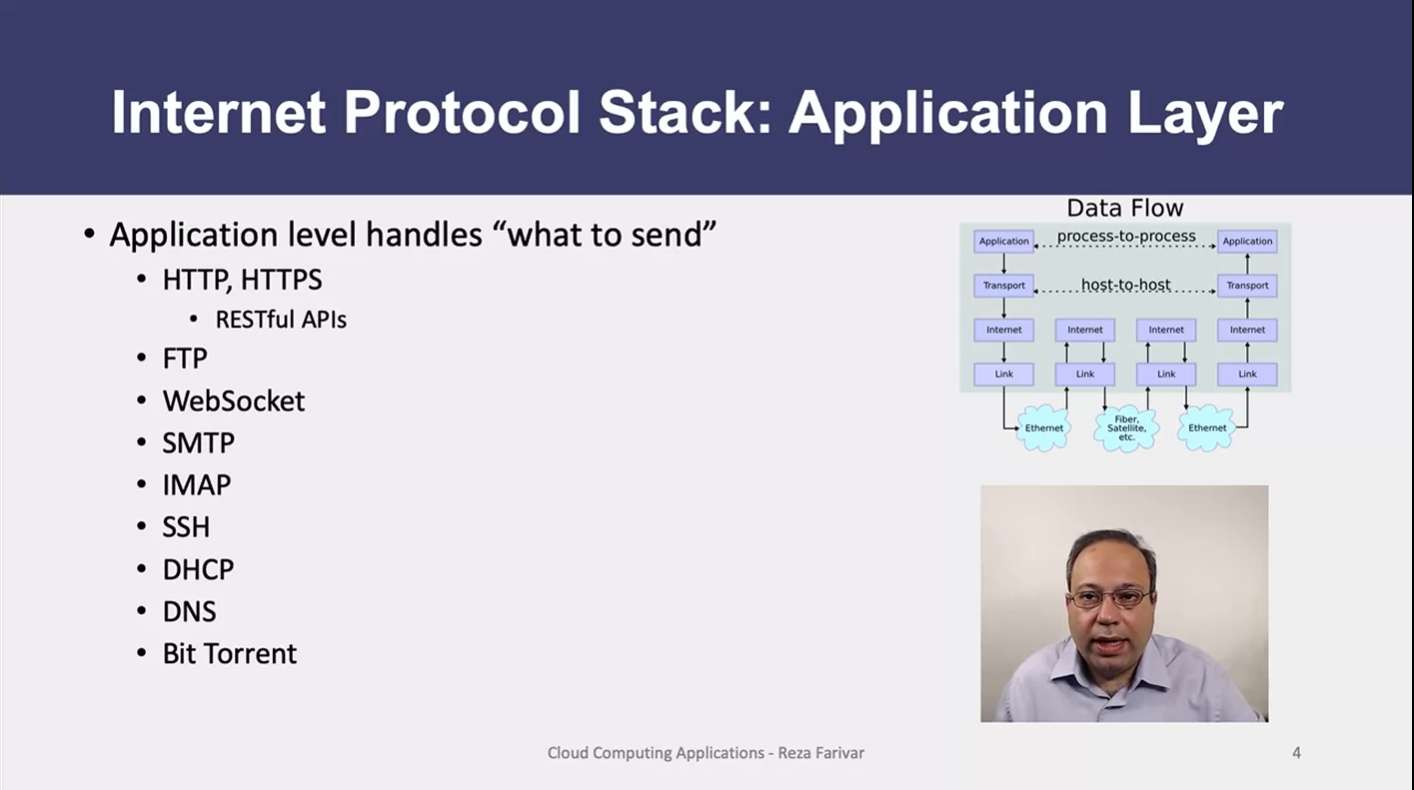 Internet Protocol Stack: Application Layer
• Application level handles “what to send”
• HTTP, HTTPS
• RESTful APIs
• FTP
• WebSocket
• SMTP
• IMAP
• SSH
• DHCP
• DNS
• Bit Torrent
Data Flow
Application process-to-process Application
Transport host-to-host Transport
Internet Internet Internet Internet
Link Link Link Link
Ethernet
Fiber,
Satellite,
etc.
Ethernet
Cloud Computing Applications - Reza Farivar
4